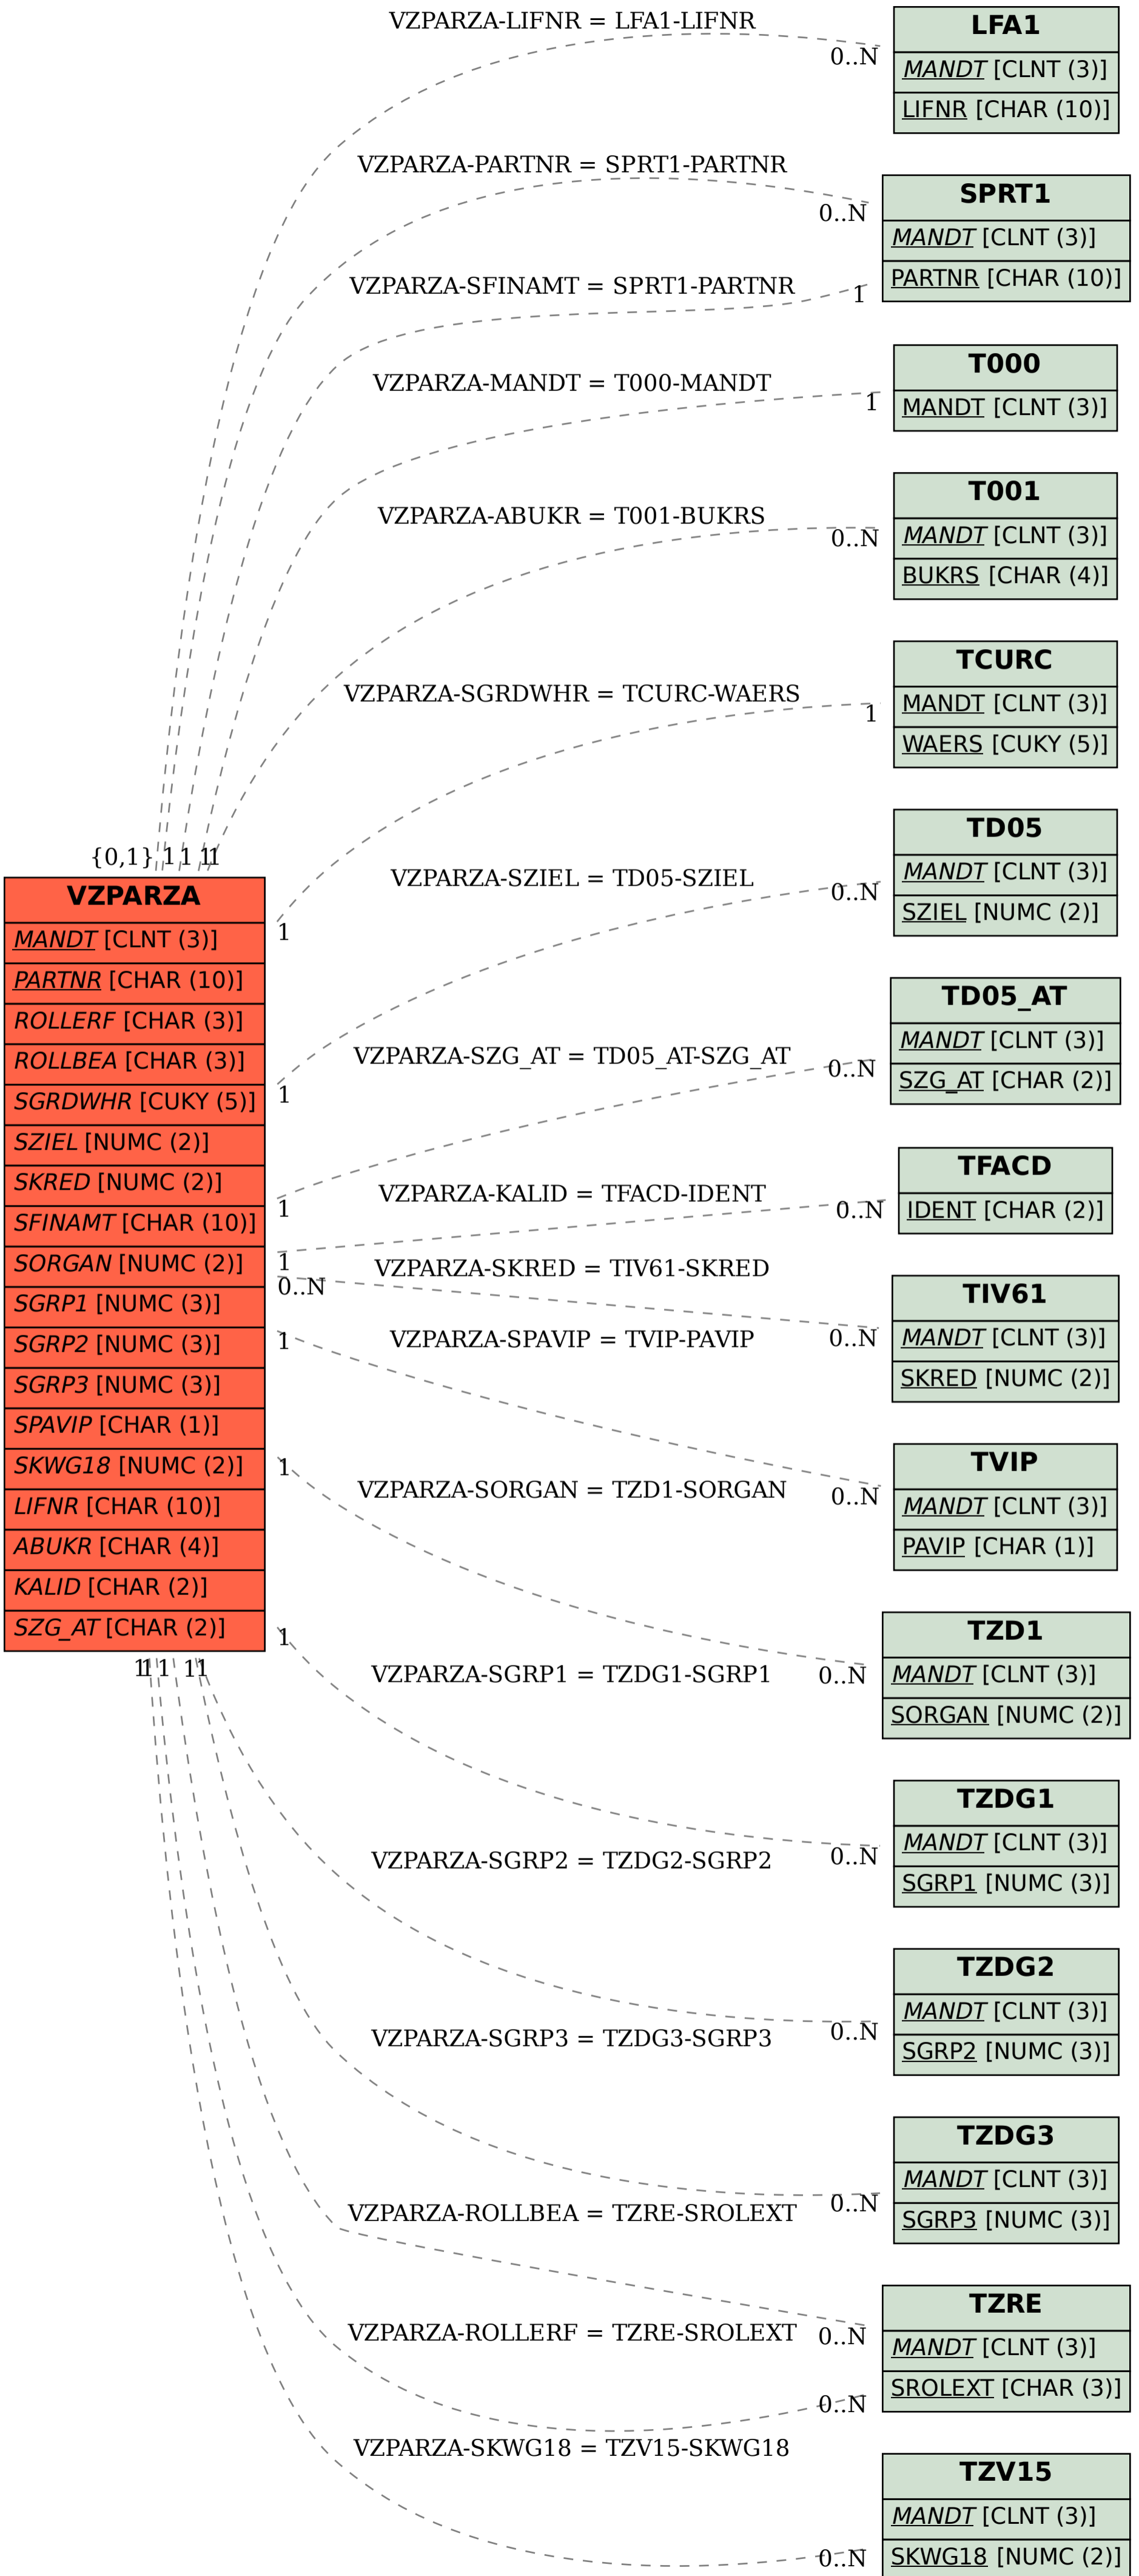 VZPARZA-LIFNR = LFA1-LIFNR
0..N
LFA1
MANDT [CLNT (3)]
LIFNR [CHAR (10)]
VZPARZA-PARTNR = SPRT1-PARTNR
0..N
SPRT1
MANDT [CLNT (3)]
PARTNR [CHAR (10)]
VZPARZA-SFINAMT = SPRT1-PARTNR
1
T000
MANDT [CLNT (3)]
VZPARZA-MANDT = T000-MANDT
1
T001
MANDT [CLNT (3)]
BUKRS [CHAR (4)]
VZPARZA-ABUKR = T001-BUKRS
0..N
TCURC
MANDT [CLNT (3)]
WAERS [CUKY (5)]
VZPARZA-SGRDWHR = TCURC-WAERS
1
TD05
MANDT [CLNT (3)]
SZIEL [NUMC (2)]
VZPARZA-SZIEL = TD05-SZIEL
0..N
{0,1} 1 1 1 1
VZPARZA
MANDT [CLNT (3)]
PARTNR [CHAR (10)]
ROLLERF [CHAR (3)]
ROLLBEA [CHAR (3)]
SGRDWHR [CUKY (5)]
SZIEL [NUMC (2)]
SKRED [NUMC (2)]
SFINAMT [CHAR (10)]
SORGAN [NUMC (2)]
SGRP1 [NUMC (3)]
SGRP2 [NUMC (3)]
SGRP3 [NUMC (3)]
SPAVIP [CHAR (1)]
SKWG18 [NUMC (2)]
LIFNR [CHAR (10)]
ABUKR [CHAR (4)]
KALID [CHAR (2)]
SZG_AT [CHAR (2)]
1
1
1
1
0..N
1
1
1
1 1 1 1 1
VZPARZA-SZG_AT = TD05_AT-SZG_AT
0..N
TD05_AT
MANDT [CLNT (3)]
SZG_AT [CHAR (2)]
VZPARZA-KALID = TFACD-IDENT
0..N
TFACD
IDENT [CHAR (2)]
VZPARZA-SKRED = TIV61-SKRED
0..N
TIV61
MANDT [CLNT (3)]
SKRED [NUMC (2)]
VZPARZA-SPAVIP = TVIP-PAVIP
0..N
TVIP
MANDT [CLNT (3)]
PAVIP [CHAR (1)]
VZPARZA-SORGAN = TZD1-SORGAN
0..N
TZD1
MANDT [CLNT (3)]
SORGAN [NUMC (2)]
VZPARZA-SGRP1 = TZDG1-SGRP1
0..N
TZDG1
MANDT [CLNT (3)]
SGRP1 [NUMC (3)]
VZPARZA-SGRP2 = TZDG2-SGRP2
0..N
TZDG2
MANDT [CLNT (3)]
SGRP2 [NUMC (3)]
VZPARZA-SGRP3 = TZDG3-SGRP3
0..N
TZDG3
MANDT [CLNT (3)]
SGRP3 [NUMC (3)]
VZPARZA-ROLLBEA = TZRE-SROLEXT
0..N
VZPARZA-ROLLERF = TZRE-SROLEXT
0..N
TZRE
MANDT [CLNT (3)]
SROLEXT [CHAR (3)]
VZPARZA-SKWG18 = TZV15-SKWG18
0..N
TZV15
MANDT [CLNT (3)]
SKWG18 [NUMC (2)]